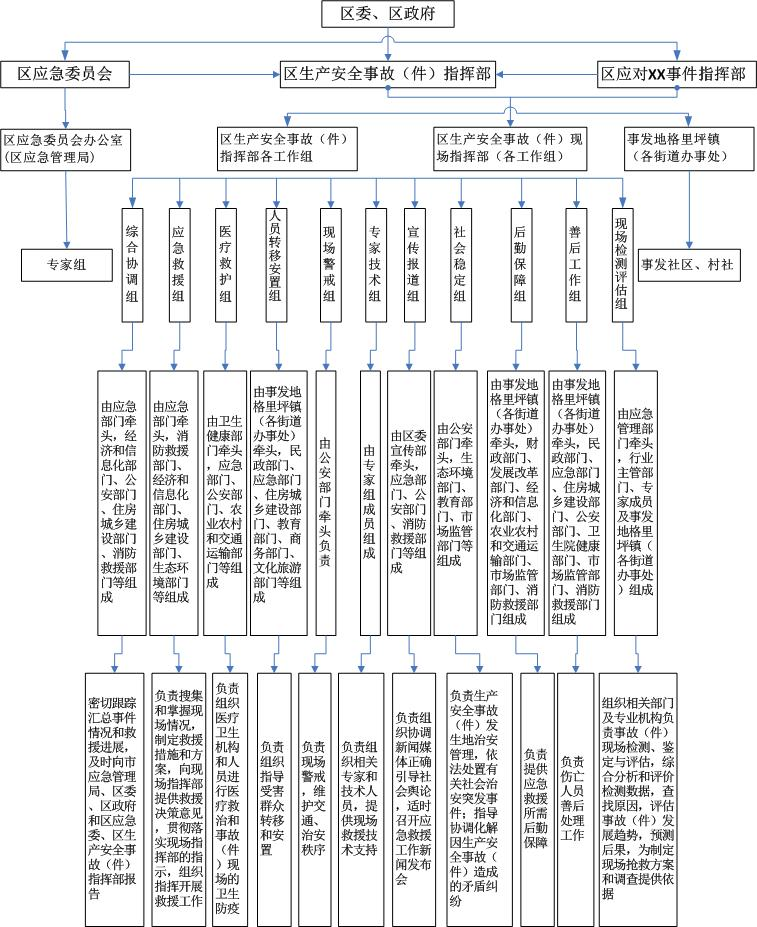 区委、区政府
区应急委员会
区生产安全事故（件）指挥部
区应对XX事件指挥部
区应急委员会办公室
(区应急管理局)
区生产安全事故（件）
指挥部各工作组
区生产安全事故（件）现
场指挥部（各工作组）
事发地格里坪镇
（各街道办事处）
专家组
事发社区、村社
综合协调组
应急救援组
医疗救护组
人员转移安置组
现场警戒组
专家技术组
宣传报道组
社会稳定组
后勤保障组
善后工作组
现场检测评估组
由应急
部门牵
头，经
济和信
息化部
门、公
安部门
、住房
城乡建
设部门
、消防
救援部
门等组
成
由应急
部门牵
头，消
防救援
部门、
经济和
信息化
部门、
住房城
乡建设
部门、
生态环
境部门
等组成
由卫生
健康部
门牵头
，应急
部门、
公安部
门、农
业农村
和交通
运输部
门等组
成
由事发地
格里坪镇
（各街道
办事处）
牵头，民
政部门、
应急部门
、住房城
乡建设部
门、教育
部门、商
务部门、
文化旅游
部门等组
成
由公安部门牵头负责
由专家组成员组成
由区委
宣传部
牵头，
应急部
门、公
安部门
、消防
救援部
门等组
成
由公安
部门牵
头，生
态环境
部门、
教育部
门、市
场监管
部门等
组成
由事发地
格里坪镇
（各街道
办事处）
牵头，财
政部门、
发展改革
部门、经
济和信息
化部门、
农业农村
和交通运
输部门、
市场监管
部门、消
防救援部
门组成
由事发地
格里坪镇
（各街道
办事处）
牵头，民
政部门、
应急部门
、住房城
乡建设部
门、公安
部门、卫
生院健康
部门、市
场监管部
门、消防
救援部门
组成
由应急
管理部
门牵头
，行业
主管部
门、专
家成员
及事发
地格里
坪镇（
各街道
办事处
）组成
密切跟踪
汇总事件
情况和救
援进展，
及时向市
应急管理
局、区委
、区政府
和区应急
委、区生
产安全事
故（件）
指挥部报
告
负责搜集
和掌握现
场情况，
制定救援
措施和方
案，向现
场指挥部
提供救援
决策意见
，贯彻落
实现场指
挥部的指
示，组织
指挥开展
救援工作
负责
组织
医疗
卫生
机构
和人
员进
行医
疗救
治和
事故
（件
）现
场的
卫生
防疫
负责
组织
指导
受害
群众
转移
和安
置
负责
现场
警戒
，维
护交
通、
治安
秩序
负责
组织相
关专家
和技术
人员，
提供现
场救援
技术支
持
负责
组织协调
新闻媒
体正确
引导社
会舆论
，适时
召开应
急救援
工作新
闻发布
会
负责生产
安全事故
（件）发
生地治安
管理，依
法处置有
关社会治
安突发事
件；指导
协调化解
因生产安
全事故（
件）造成
的矛盾纠
纷
负责
提供
应急
救援
所需
后勤
保障
负责
伤亡
人员
善后
处理
工作
组织相关部门
及专业机构负
责事故（件）
现场检测、鉴
定与评估，综
合分析和评价
检测数据，查
找原因，评估
事故（件）发
展趋势，预测
后果，为制定
现场抢救方案
和调查提供依
据